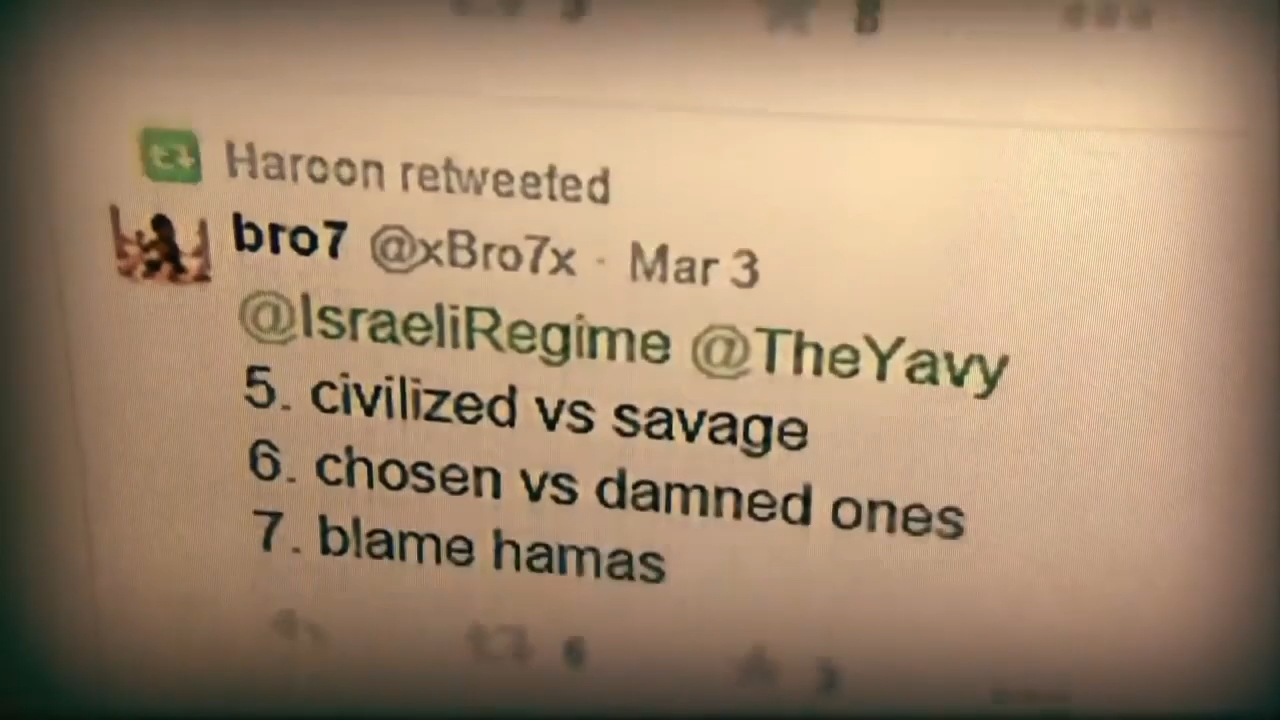 Haroon retweeted
bro7 @xBro7x · Mar 3
@IsraeliRegime @TheYavy
5. civilized vs savage
6. chosen vs damned ones
7. blame hamas
6